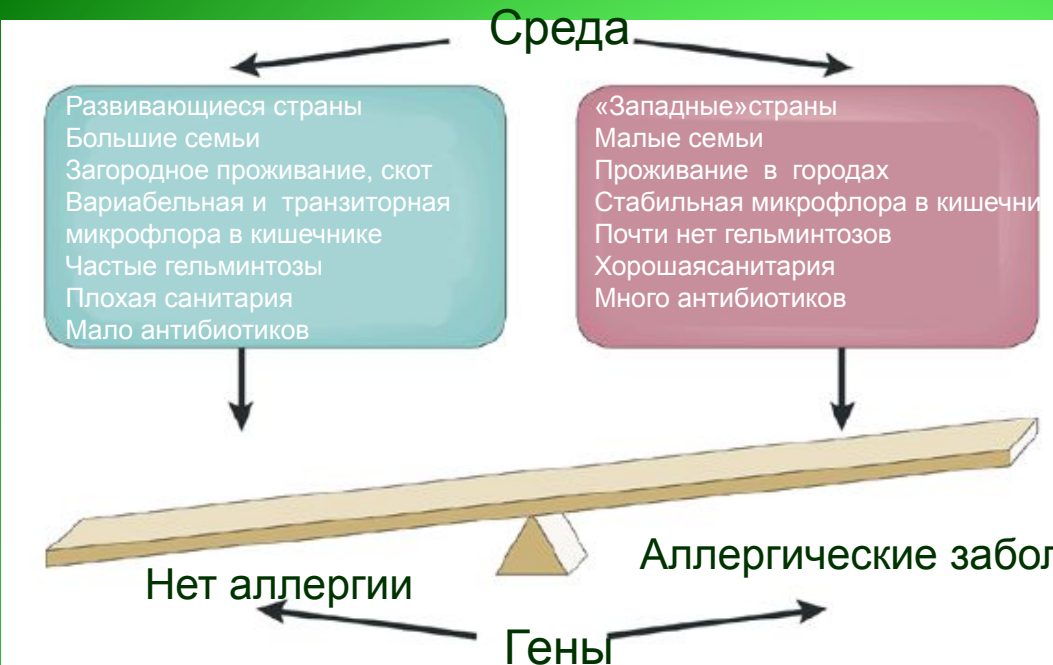 Среда
Развивающиеся страны
Большие семьи
Загородное проживание, скот
Вариабельная и транзиторная
микрофлора в кишечнике
Частые гельминтозы
Плохая санитария
Мало антибиотиков
«Западные»страны
Малые семьи
Проживание в городах
Стабильная микрофлора в кишечни
Почти нет гельминтозов
Хорошаясанитария
Много антибиотиков
Нет аллергии
Аллергические забол
Гены